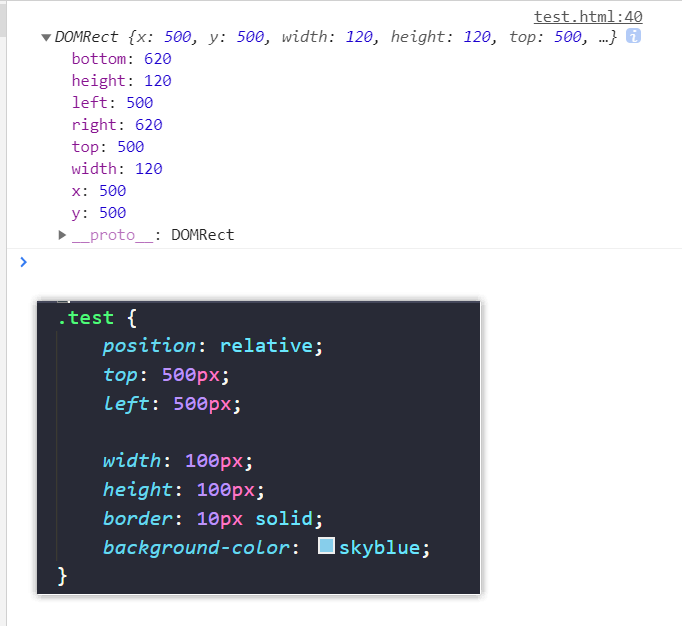 test.html:40
▼DOMRect {x: 500, y: 500, width: 120, height: 120, top: 500, …} i
bottom: 620
height: 120
left: 500
right: 620
top: 500
width: 120
x: 500
y: 500
▶ __proto__: DOMRect
>
.test {
position: relative;
top: 500px;
left: 500px;
width: 100px;
height: 100px;
border: 10px solid;
background-color: skyblue;
}